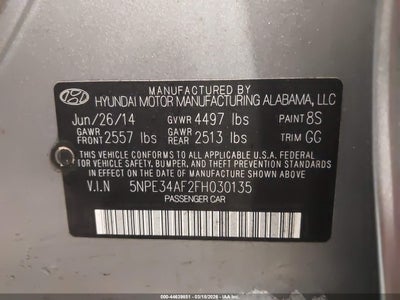 MANUFACTURED BY
HYUNDAI MOTOR MANUFACTURING ALABAMA, LLC
Jun/26/14 GVWR 4497 lbs PAINT 8S
GAWR FRONT 2557 lbs GAWR REAR 2513 lbs TRIM GG
THIS VEHICLE CONFORMS TO ALL APPLICABLE U.S. FEDERAL MOTOR
VEHICLE SAFETY, BUMPER, AND THEFT PREVENTION STANDARDS
IN EFFECT ON THE DATE OF MANUFACTURE SHOWN ABOVE.
V.I.N 5NPE34AF2FH030135
PASSENGER CAR